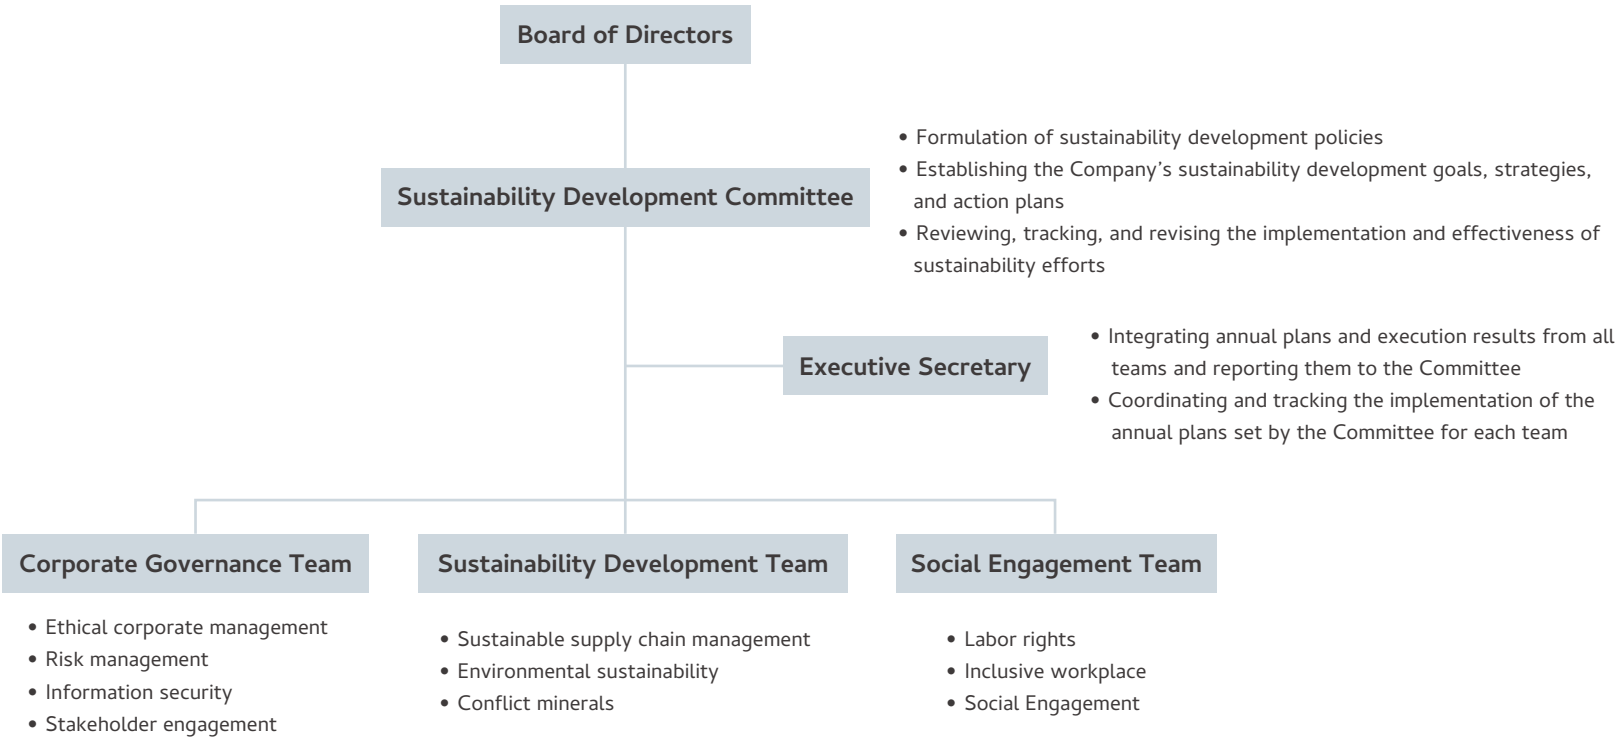 Board of Directors
Sustainability Development Committee
• Formulation of sustainability development policies
• Establishing the Company's sustainability development goals, strategies,
and action plans
• Reviewing, tracking, and revising the implementation and effectiveness of
sustainability efforts
Executive Secretary
• Integrating annual plans and execution results from all
teams and reporting them to the Committee
• Coordinating and tracking the implementation of the
annual plans set by the Committee for each team
Corporate Governance Team
• Ethical corporate management
• Risk management
• Information security
• Stakeholder engagement
Sustainability Development Team
• Sustainable supply chain management
• Environmental sustainability
• Conflict minerals
Social Engagement Team
• Labor rights
• Inclusive workplace
• Social Engagement